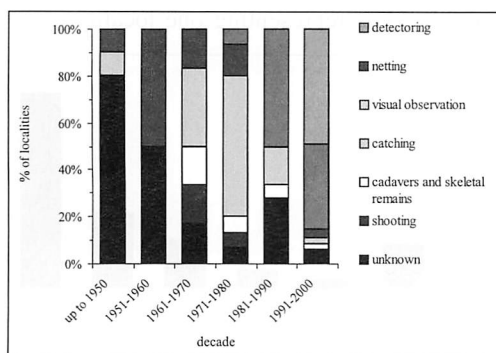 100%
80%
60%
40%
20%
0%
% of localities
up to 1950
1951-1960
1961-1970
1971-1980
1981-1990
1991-2000
decade
detectoring
netting
visual observation
catching
cadavers and skeletal
remains
shooting
unknown